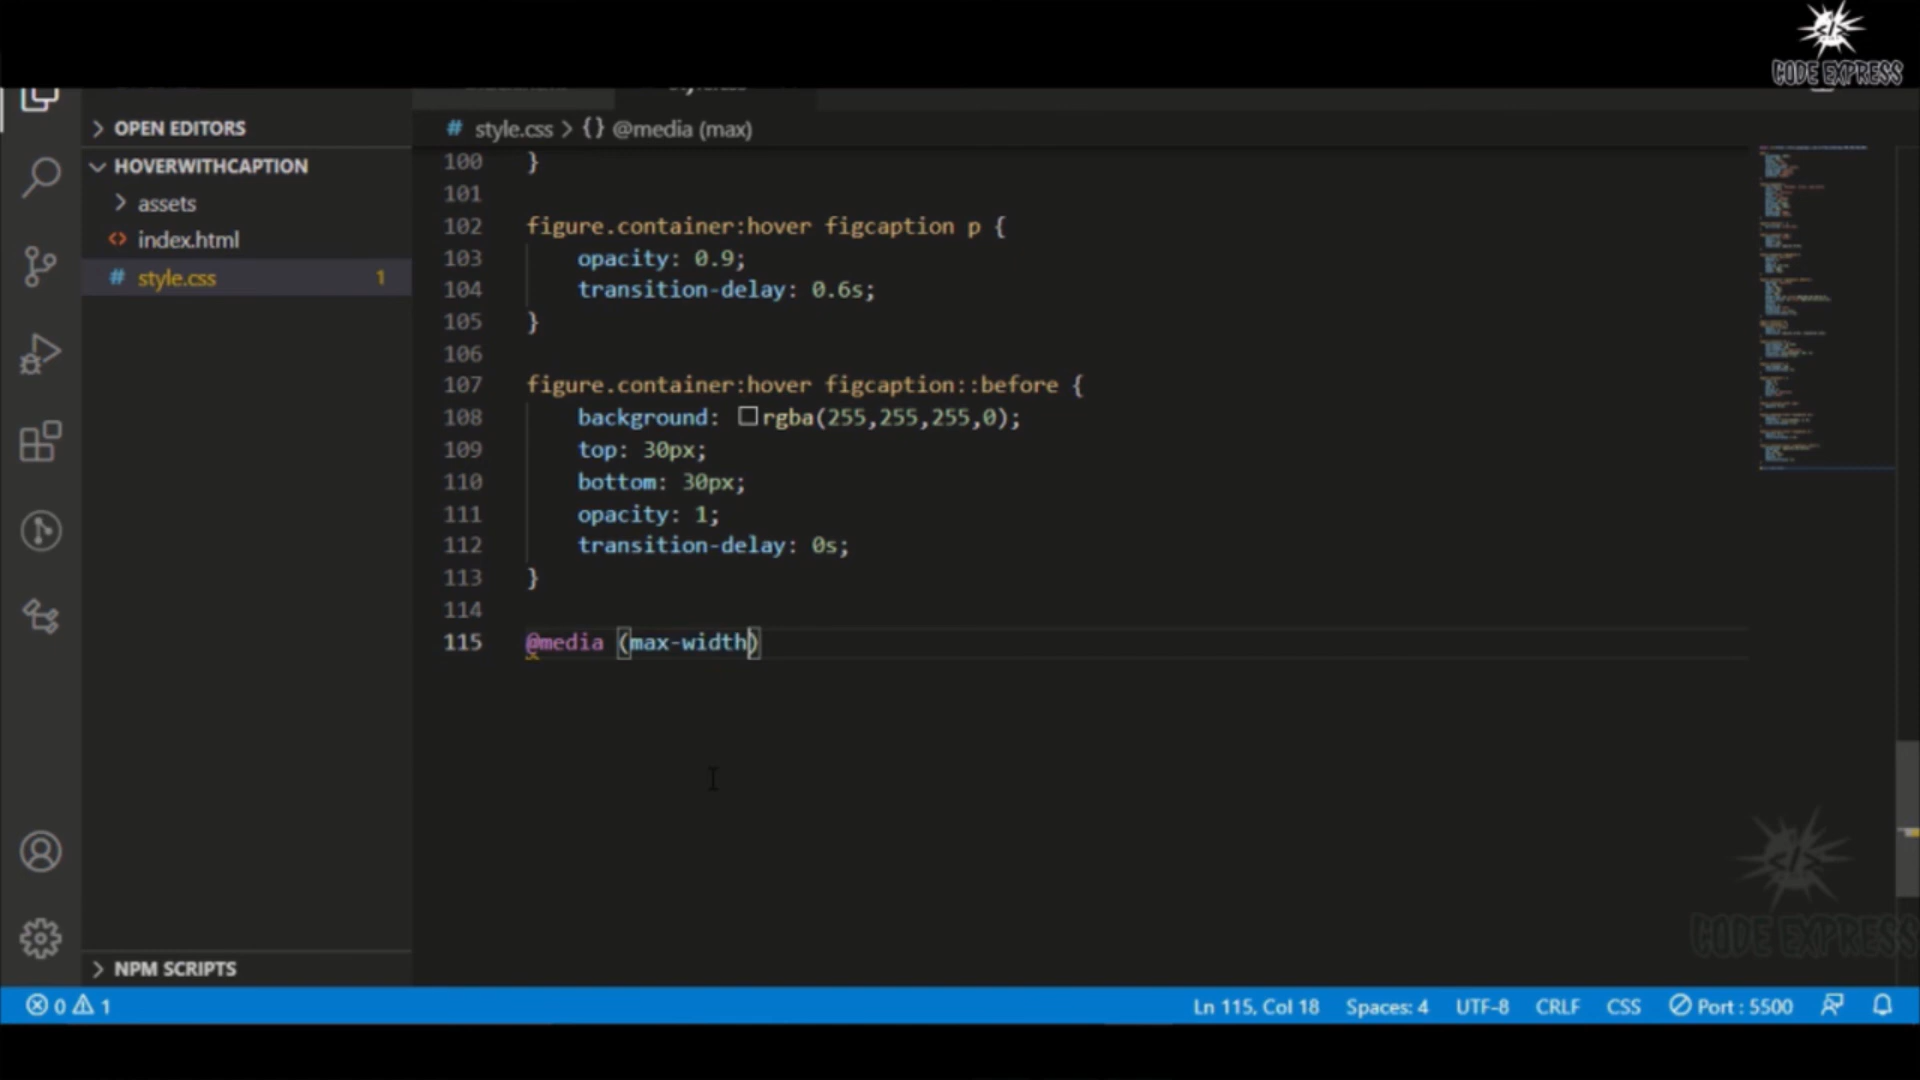 CODE EXPRESS
OPEN EDITORS
HOVERWITHCAPTION
assets
index.html
style.css 1
NPM SCRIPTS
# style.css > {} @media (max)
100 }
101
102 figure.container:hover figcaption p {
103 opacity: 0.9;
104 transition-delay: 0.6s;
105 }
106
107 figure.container:hover figcaption::before {
108 background: rgba(255,255,255,0);
109 top: 30px;
110 bottom: 30px;
111 opacity: 1;
112 transition-delay: 0s;
113 }
114
115 @media (max-width)
CODE EXPRESS
0 1 Ln 115, Col 18 Spaces: 4 UTF-8 CRLF CSS Port : 5500